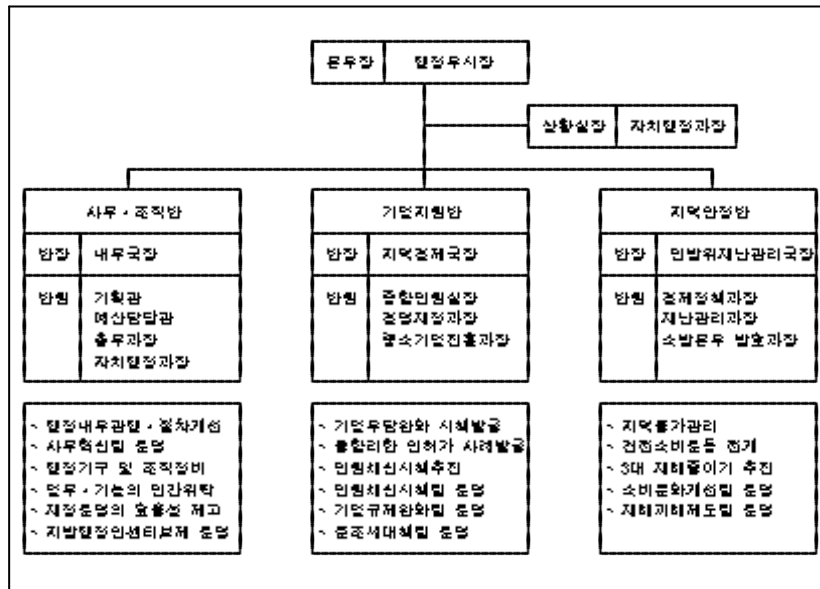 본부장 행정부시장
상황실장 자치행정과장
사무·조직반
반장 내무국장
반원 기획관
예산담당관
총무과장
자치행정과장
~ 행정내부관행·절차개선
~ 사무혁신팀 운영
~ 행정기구 및 조직정비
~ 업무·기능의 민간위탁
~ 재정운영의 효율성 제고
~ 지방행정인센티브제 운영
기업지원반
반장 지역경제국장
반원 종합민원실장
경영재정과장
중소기업진흥과장
~ 기업부담완화 시책발굴
~ 불합리한 인허가 사례발굴
~ 민원쇄신시책추진
~ 민원쇄신시책팀 운영
~ 기업규제완화팀 운영
~ 준조세대책팀 운영
지역안정반
반장 민방위재난관리국장
반원 경제정책과장
재난관리과장
소방본부 방호과장
~ 지역물가관리
~ 건전소비운동 전개
~ 3대 재해줄이기 추진
~ 소비문화개선팀 운영